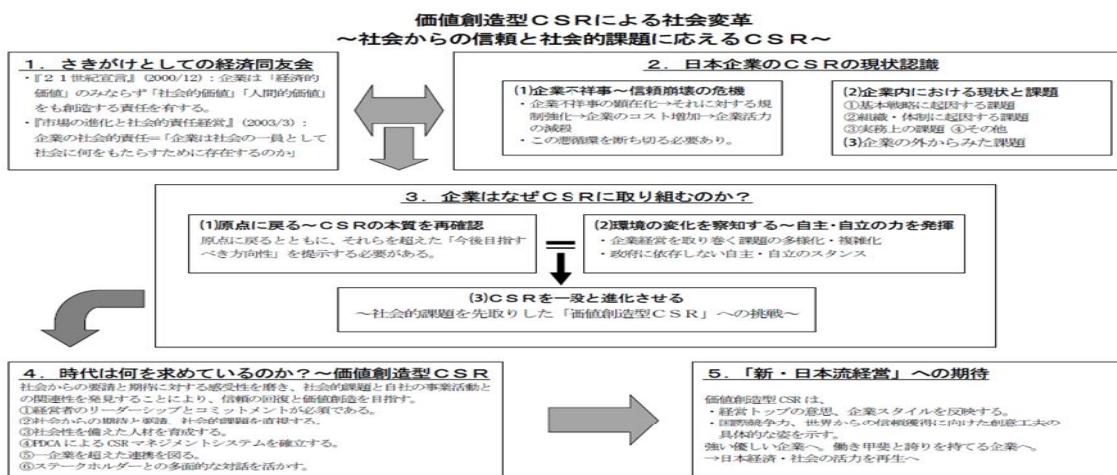 価値創造型CSRによる社会変革
～社会からの信頼と社会的課題に応えるCSR～
1．さきがけとしての経済同友会
・『２１世紀宣言』(2000/12)：企業は「経済的
価値」のみならず「社会的価値」「人間的価値」
をも創造する責任を有する。
・『市場の進化と社会的責任経営』(2003/3)：
企業の社会的責任＝「企業は社会の一員として
社会に何をもたらすために存在するのか」
2．日本企業のCSRの現状認識
(1)企業不祥事～信頼崩壊の危機
・企業不祥事の顕在化→それに対する規
制強化→企業のコスト増加→企業活力
の減殺
・この悪循環を断ち切る必要あり。
(2)企業内における現状と課題
①基本戦略に起因する課題
②組織・体制に起因する課題
③実務上の課題 ④その他
(3)企業の外からみた課題
3．企業はなぜCSRに取り組むのか？
(1)原点に戻る～CSRの本質を再確認
原点に戻るとともに、それらを超えた「今後目指す
べき方向性」を提示する必要がある。
(2)環境の変化を察知する～自主・自立の力を発揮
・企業経営を取り巻く課題の多様化・複雑化
・政府に依存しない自主・自立のスタンス
(3)CSRを一段と進化させる
～社会的課題を先取りした「価値創造型CSR」への挑戦～
4．時代は何を求めているのか？～価値創造型CSR
社会からの要請と期待に対する感受性を磨き、社会的課題と自社の事業活動と
の関連性を発見することにより、信頼の回復と価値創造を目指す。
①経営者のリーダーシップとコミットメントが必須である。
②社会からの期待と要請、社会的課題を直視する。
③社会性を備えた人材を育成する。
④PDCAによるCSRマネジメントシステムを確立する。
⑤一企業を超えた連携を図る。
⑥ステークホルダーとの多面的な対話を活かす。
5．「新・日本流経営」への期待
価値創造型CSRは、
・経営トップの意思、企業スタイルを反映する。
・国際競争力、世界からの信頼獲得に向けた創意工夫の
具体的な姿を示す。
強い優しい企業へ。働き甲斐と誇りを持てる企業へ。
→日本経済・社会の活力を再生へ